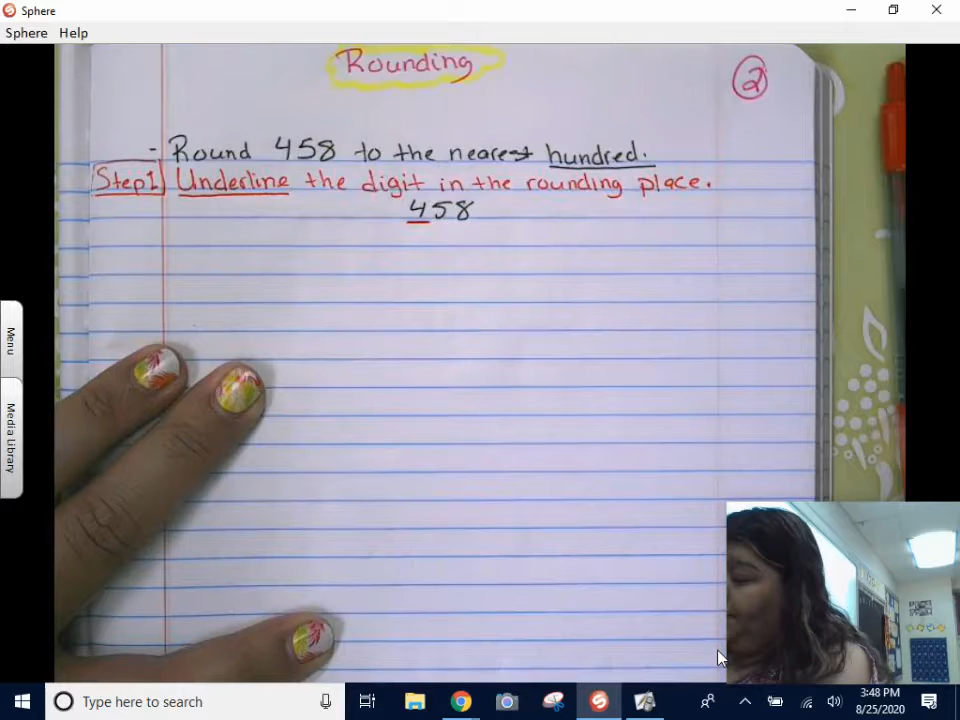 Sphere
Sphere Help
Rounding
2
- Round 458 to the nearest hundred.
Step 1 Underline the digit in the rounding place.
458
Menu
Media Library
Type here to search
3:48 PM
8/25/2020